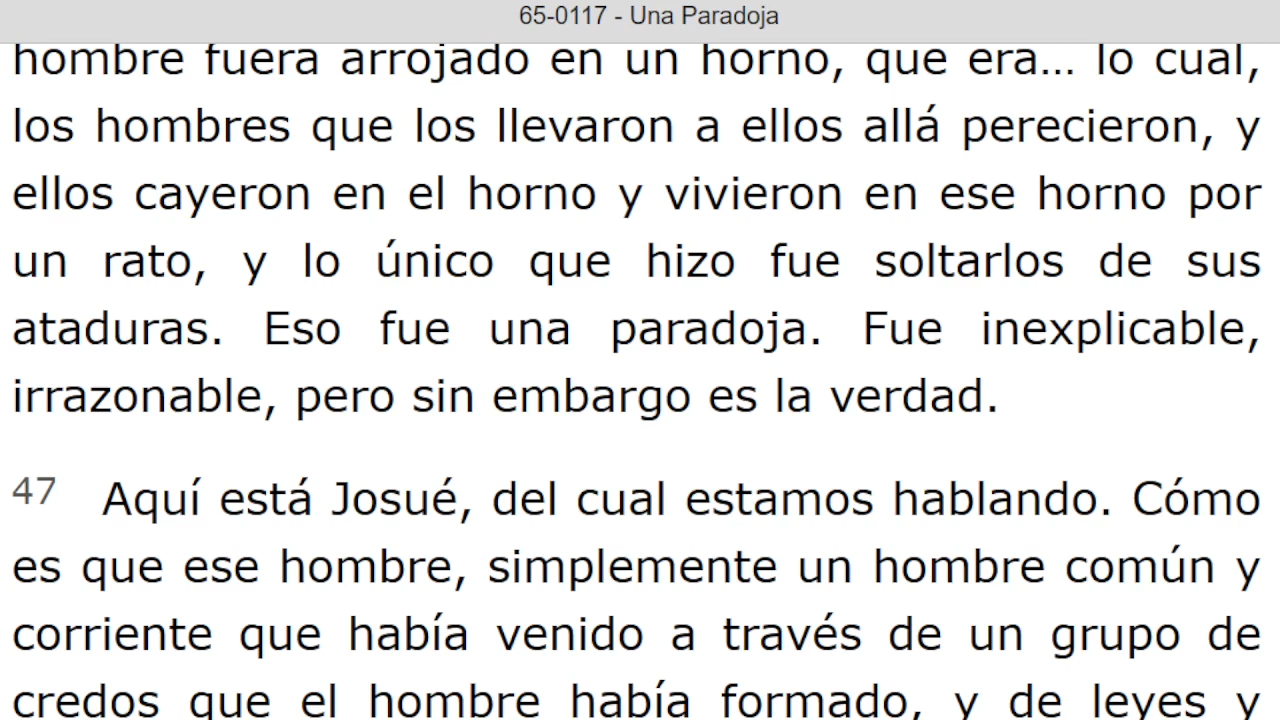 65-0117 - Una Paradoja
hombre fuera arrojado en un horno, que era... lo cual,
los hombres que los llevaron a ellos allá perecieron, y
ellos cayeron en el horno y vivieron en ese horno por
un rato, y lo único que hizo fue soltarlos de sus
ataduras. Eso fue una paradoja. Fue inexplicable,
irrazonable, pero sin embargo es la verdad.
47 Aquí está Josué, del cual estamos hablando. Cómo
es que ese hombre, simplemente un hombre común y
corriente que había venido a través de un grupo de
credos que el hombre había formado, y de leyes y